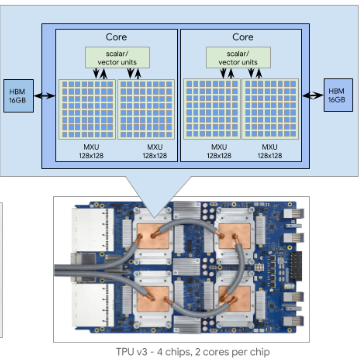 Core
Core
scalar/
vector units
scalar/
vector units
HBM
16GB
HBM
16GB
MXU
128x128
MXU
128x128
MXU
128x128
MXU
128x128
TPU v3 - 4 chips, 2 cores per chip